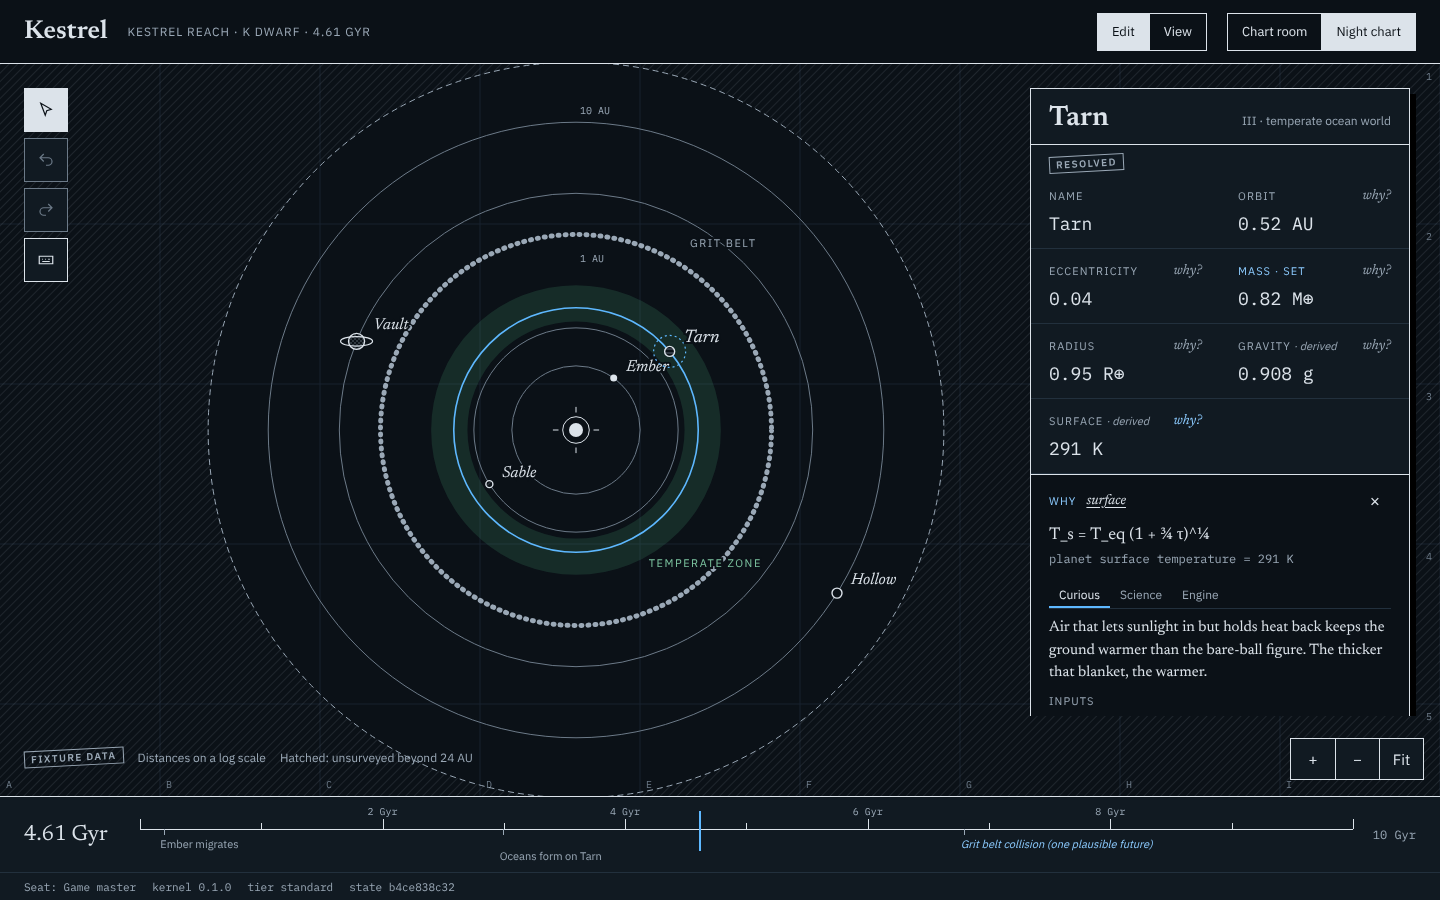 Kestrel
KESTREL REACH · K DWARF · 4.61 GYR
Edit View
Chart room Night chart
10 AU
GRIT BELT
1 AU
Vault
Tarn
Ember
Sable
TEMPERATE ZONE
Hollow
1
2
3
4
5
Tarn
III · temperate ocean world
RESOLVED
NAME
Tarn
ORBIT why?
0.52 AU
ECCENTRICITY why?
0.04
MASS · SET why?
0.82 M⊕
RADIUS why?
0.95 R⊕
GRAVITY · derived why?
0.908 g
SURFACE · derived why?
291 K
WHY surface ×
T_s = T_eq (1 + ¾ τ)^¼
planet surface temperature = 291 K
Curious Science Engine
Air that lets sunlight in but holds heat back keeps the
ground warmer than the bare-ball figure. The thicker
that blanket, the warmer.
INPUTS
FIXTURE DATA Distances on a log scale Hatched: unsurveyed beyond 24 AU
+ − Fit
A B C D E F G H I
4.61 Gyr
2 Gyr 4 Gyr 6 Gyr 8 Gyr
10 Gyr
Ember migrates
Oceans form on Tarn
Grit belt collision (one plausible future)
Seat: Game master kernel 0.1.0 tier standard state b4ce838c32